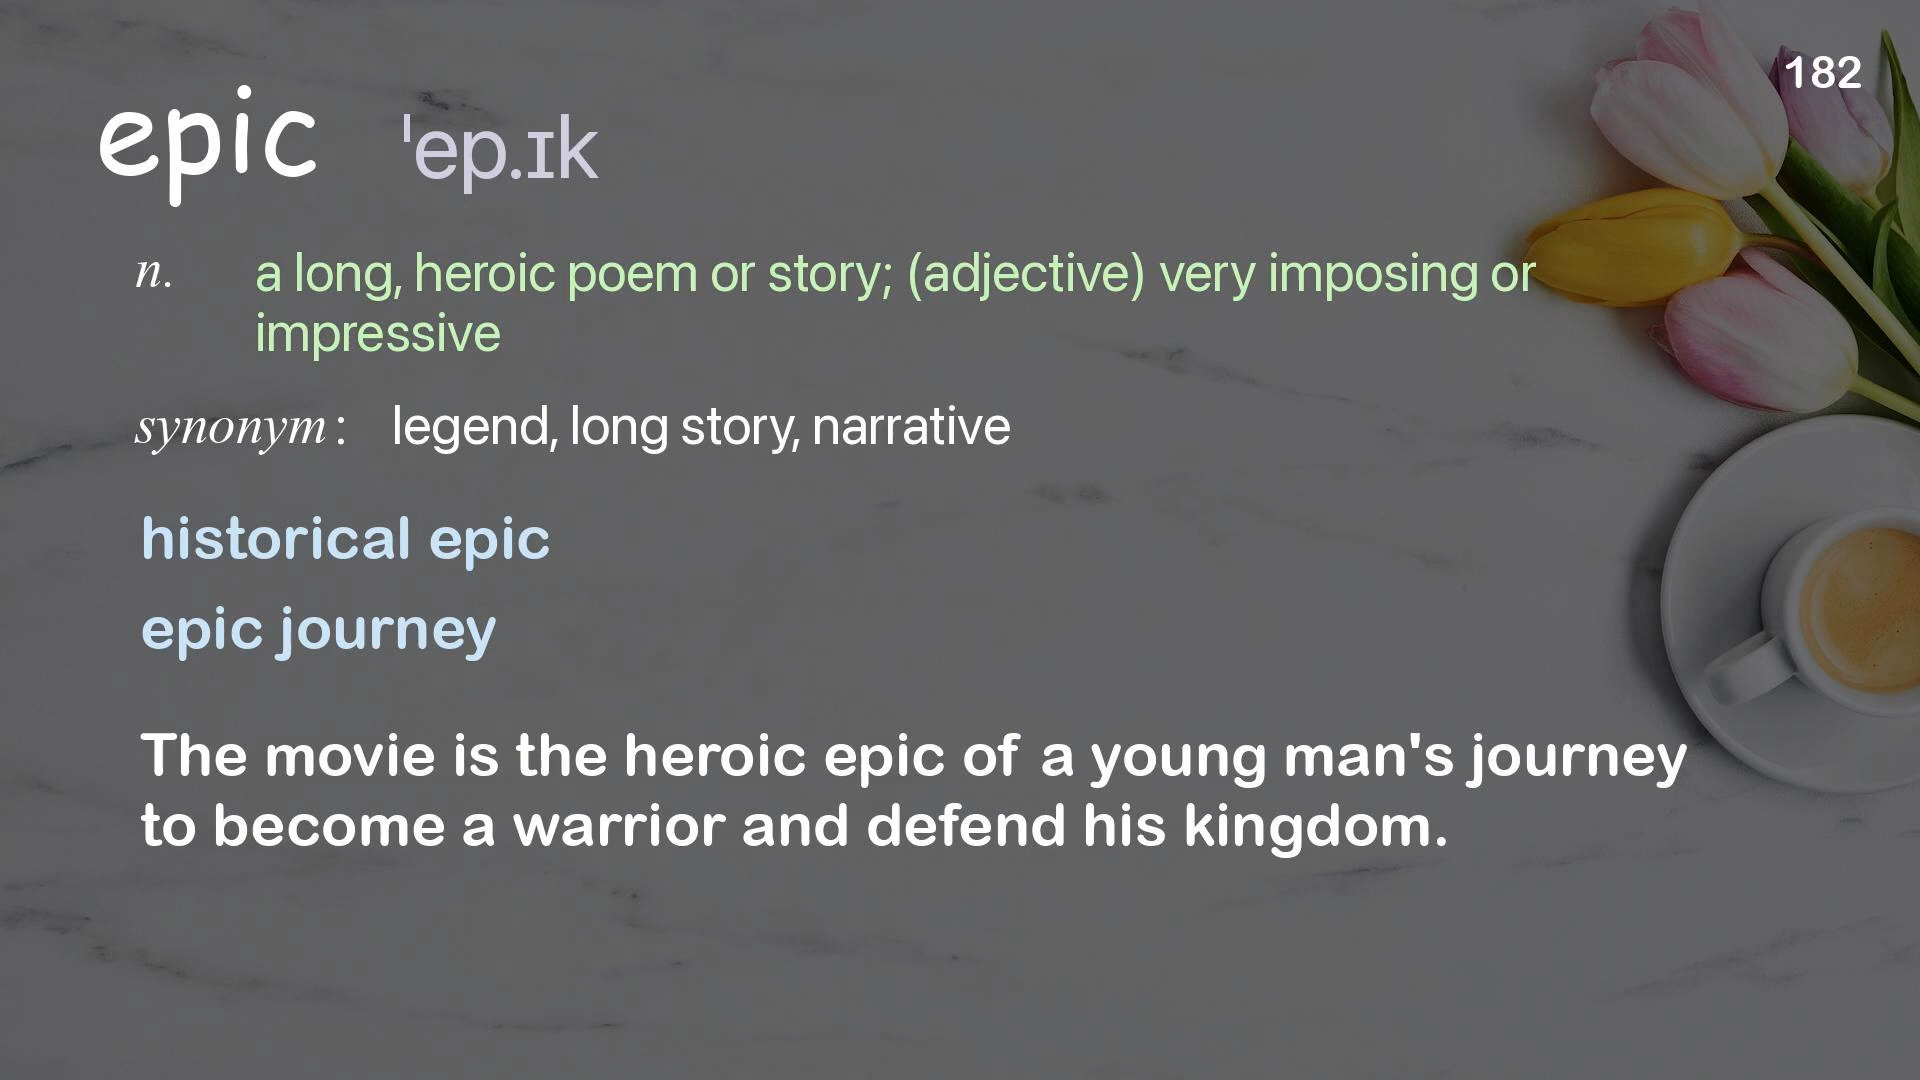 182
epic ˈep.ɪk
n. a long, heroic poem or story; (adjective) very imposing or
impressive
synonym: legend, long story, narrative
historical epic
epic journey
The movie is the heroic epic of a young man's journey
to become a warrior and defend his kingdom.